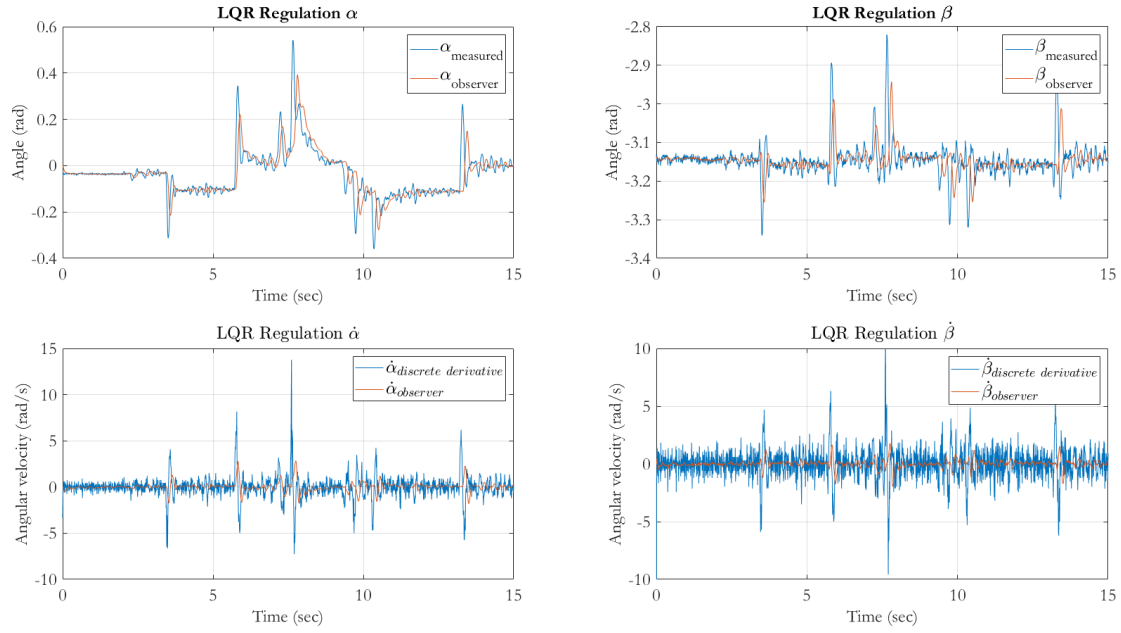 LQR Regulation α
0.6
0.4
0.2
0
-0.2
-0.4
0 5 10 15
Angle (rad)
Time (sec)
α measured
α observer
LQR Regulation β
-2.8
-2.9
-3
-3.1
-3.2
-3.3
-3.4
0 5 10 15
Angle (rad)
Time (sec)
β measured
β observer
LQR Regulation α̇
15
10
5
0
-5
-10
0 5 10 15
Angular velocity (rad/s)
Time (sec)
α̇ discrete derivative
α̇ observer
LQR Regulation β̇
10
5
0
-5
-10
0 5 10 15
Angular velocity (rad/s)
Time (sec)
β̇ discrete derivative
β̇ observer